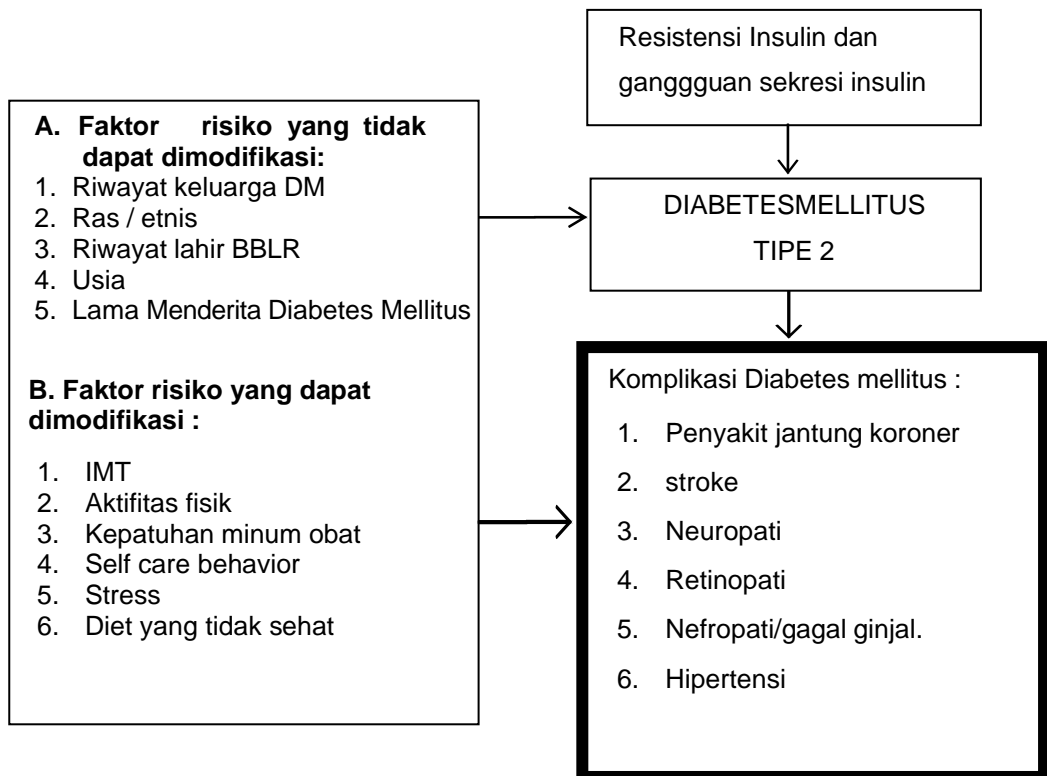 Resistensi Insulin dan
ganggguan sekresi insulin
A. Faktor risiko yang tidak
dapat dimodifikasi:
1. Riwayat keluarga DM
2. Ras / etnis
3. Riwayat lahir BBLR
4. Usia
5. Lama Menderita Diabetes Mellitus
B. Faktor risiko yang dapat
dimodifikasi :
1. IMT
2. Aktifitas fisik
3. Kepatuhan minum obat
4. Self care behavior
5. Stress
6. Diet yang tidak sehat
DIABETESMELLITUS
TIPE 2
Komplikasi Diabetes mellitus :
1. Penyakit jantung koroner
2. stroke
3. Neuropati
4. Retinopati
5. Nefropati/gagal ginjal.
6. Hipertensi